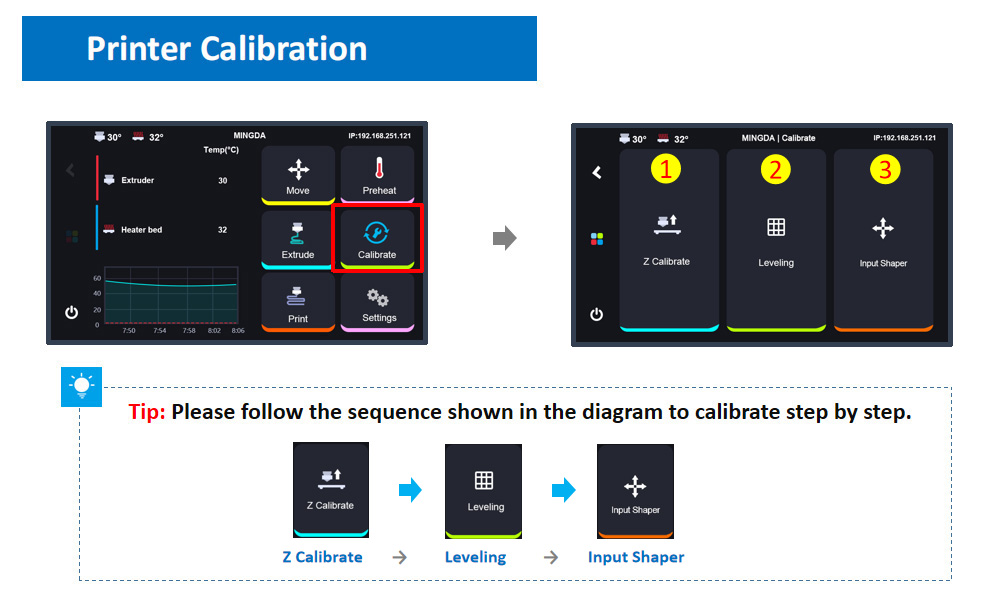 Printer Calibration
30° 32° MINGDA IP:192.168.251.121
Temp(°C)
Extruder 30
Heater bed 32
60
40
20
0
7:50 7:54 7:58 8:02 8:06
Move Preheat
Extrude Calibrate
Print Settings
30° 32° MINGDA | Calibrate IP:192.168.251.121
1 2 3
Z Calibrate Leveling Input Shaper
Tip: Please follow the sequence shown in the diagram to calibrate step by step.
Z Calibrate Leveling Input Shaper
Z Calibrate → Leveling → Input Shaper